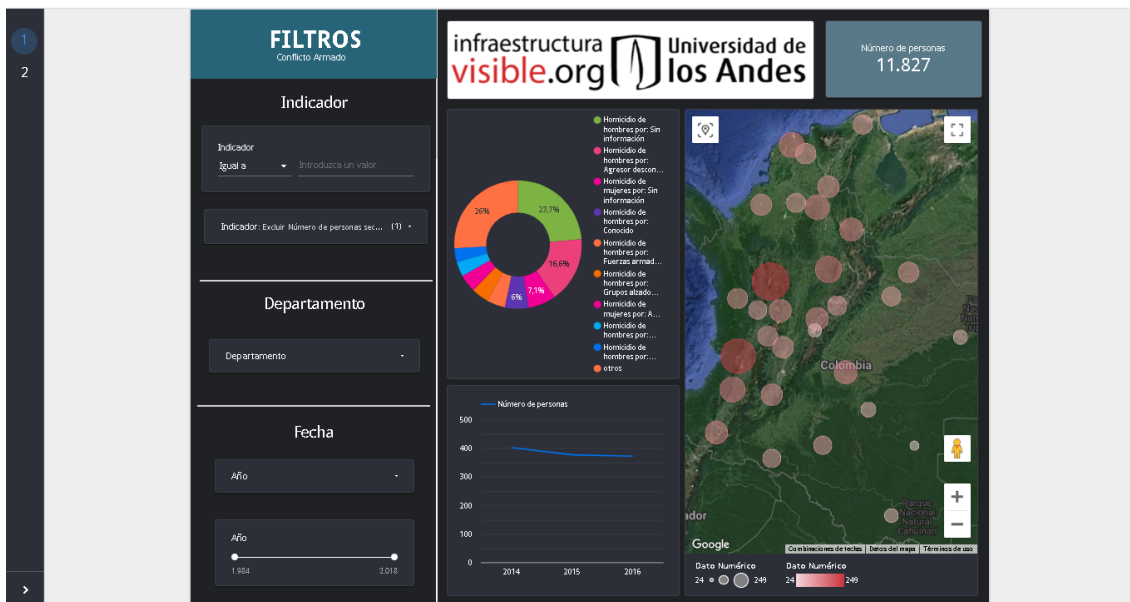 1
2
FILTROS
Conflicto Armado
Indicador
Indicador
Igual a
Introduzca un valor
Indicador: Excluir Número de personas sec... (1)
Departamento
Departamento
Fecha
Año
Año
1.984
2.018
infraestructura
visible.org
Universidad de
los Andes
Número de personas
11.827
26%
23,7%
16,6%
7,1%
6%
Homicidio de
hombres por: Sin
información
Homicidio de
hombres por:
Agresor descon...
Homicidio de
mujeres por: Sin
información
Homicidio de
hombres por:
Conocido
Homicidio de
hombres por:
Fuerzas armad...
Homicidio de
hombres por:
Grupos alzado...
Homicidio de
mujeres por: A...
Homicidio de
hombres por:...
Homicidio de
hombres por:...
otros
Número de personas
500
400
300
200
100
0
2014
2015
2016
Colombia
ador
Parque
Nacional
Natural
Cahuinari
Google
Combinaciones de teclas
Datos del mapa
Términos de uso
Dato Numérico
24
249
Dato Numérico
24
249